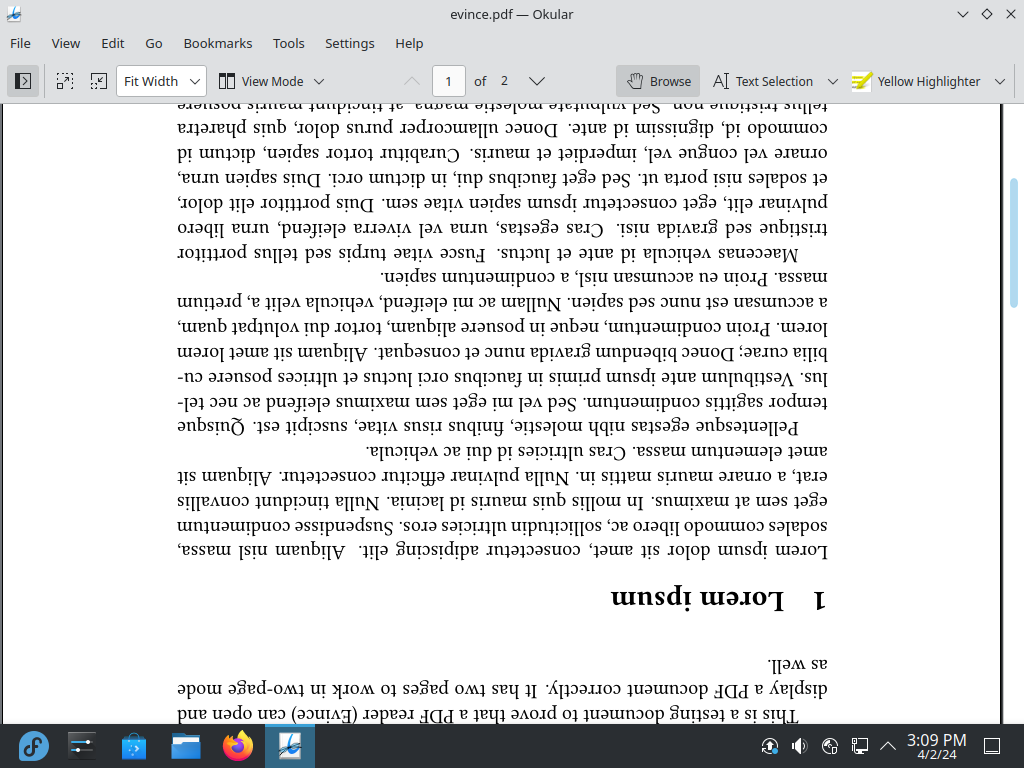 evince.pdf — Okular
File View Edit Go Bookmarks Tools Settings Help
Fit Width View Mode 1 of 2 Browse Text Selection Yellow Highlighter
This is a testing document to prove that a PDF reader (Evince) can open and
display a PDF document correctly. It has two pages to work in two-page mode
as well.
1 Lorem ipsum
Lorem ipsum dolor sit amet, consectetur adipiscing elit. Aliquam nisl massa,
sodales commodo libero ac, sollicitudin ultricies eros. Suspendisse condimentum
eget sem at maximus. In mollis quis mauris id lacinia. Nulla tincidunt convallis
erat, a ornare mauris mattis in. Nulla pulvinar efficitur consectetur. Aliquam sit
amet elementum massa. Cras ultricies id dui ac vehicula.
Pellentesque egestas nibh molestie, finibus risus vitae, suscipit est. Quisque
tempor sagittis condimentum. Sed vel mi eget sem maximus eleifend ac nec tel-
lus. Vestibulum ante ipsum primis in faucibus orci luctus et ultrices posuere cu-
bilia curae; Donec bibendum gravida nunc et consequat. Aliquam sit amet lorem
lorem. Proin condimentum, neque in posuere aliquam, tortor dui volutpat quam,
a accumsan est nunc sed sapien. Nullam ac mi eleifend, vehicula velit a, pretium
massa. Proin eu accumsan nisl, a condimentum sapien.
Maecenas vehicula id ante et luctus. Fusce vitae turpis sed tellus porttitor
tristique sed gravida nisi. Cras egestas, urna vel viverra eleifend, urna libero
pulvinar elit, eget consectetur ipsum sapien vitae sem. Duis porttitor elit dolor,
et sodales nisi porta ut. Sed eget faucibus dui, in dictum orci. Duis sapien urna,
ornare vel congue vel, imperdiet et mauris. Curabitur tortor sapien, dictum id
commodo id, dignissim id ante. Donec ullamcorper purus dolor, quis pharetra
tellus tristique non. Sed vulputate molestie magna, at tincidunt mauris posuere
3:09 PM
4/2/24